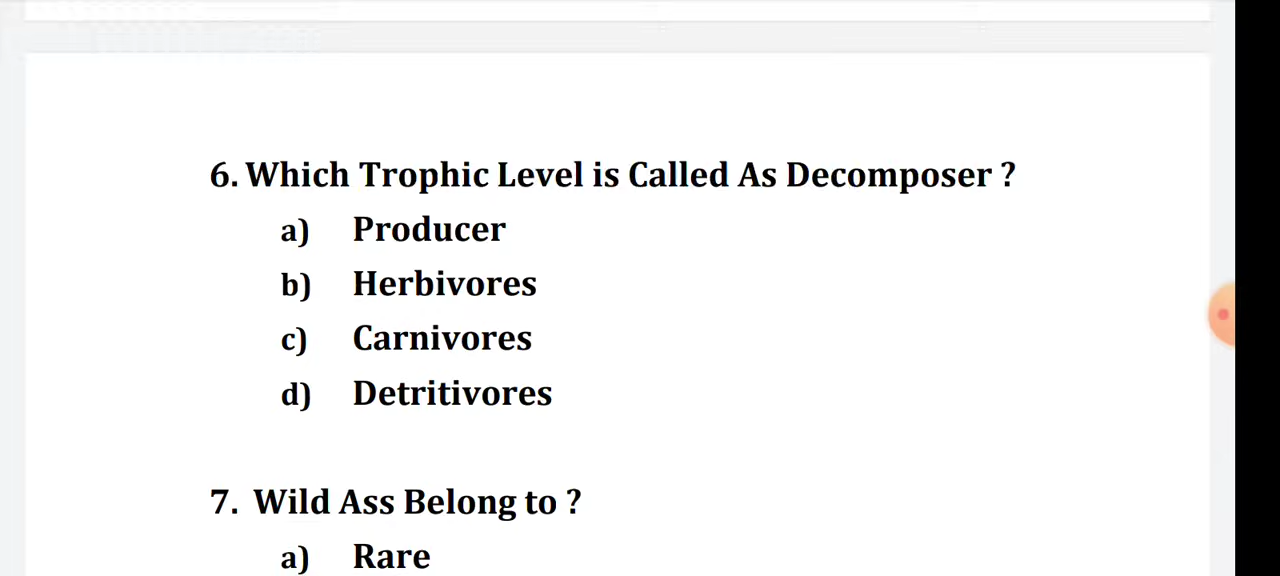 6. Which Trophic Level is Called As Decomposer ?
a) Producer
b) Herbivores
c) Carnivores
d) Detritivores
7. Wild Ass Belong to ?
a) Rare